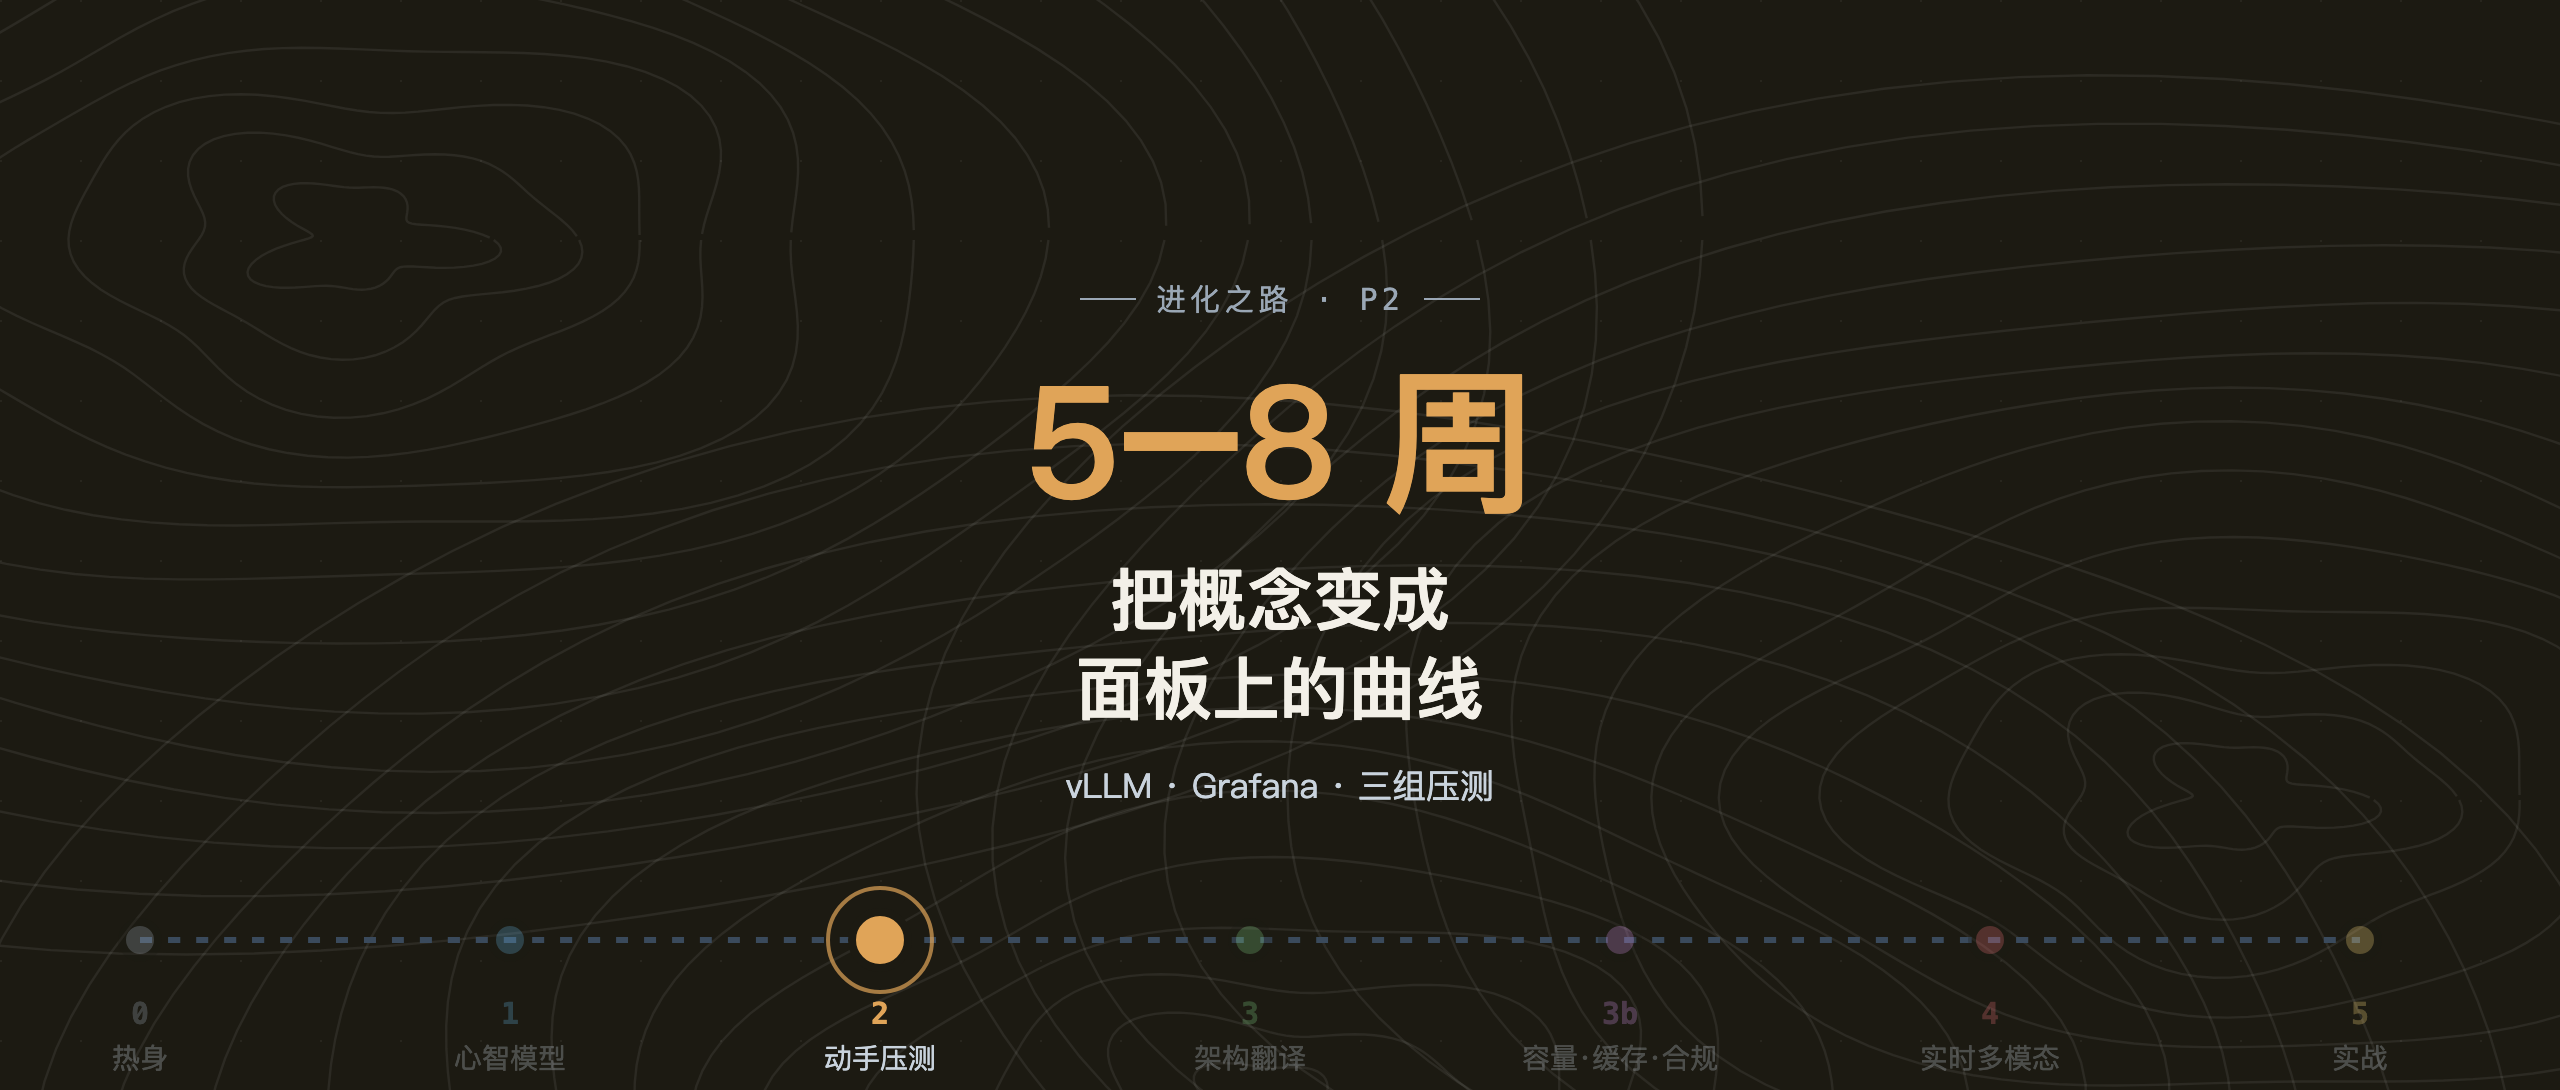 进化之路 · P2
5—8 周
把概念变成
面板上的曲线
vLLM · Grafana · 三组压测
0
热身
1
心智模型
2
动手压测
3
架构翻译
3b
容量·缓存·合规
4
实时多模态
5
实战